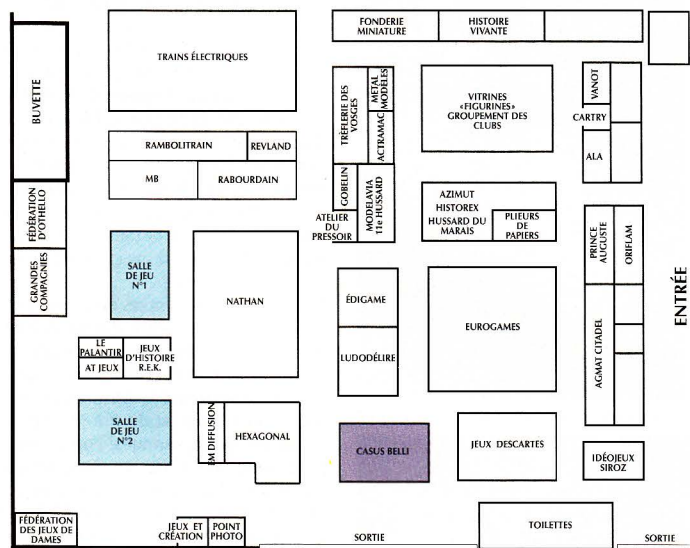 FONDERIE
MINIATURE
HISTOIRE
VIVANTE
TRAINS ÉLECTRIQUES
BUVETTE
TRÉFLERIE DES
VOSGES
METAL
MODÈLES
ACTRAMAC
VITRINES
«FIGURINES»
GROUPEMENT DES
CLUBS
VANOT
CARTRY
ALA
RAMBOLITRAIN
REVLAND
MB
RABOURDAIN
GOBELIN
ATELIER
DU
PRESSOIR
MODELAVIA
11e HUSSARD
AZIMUT
HISTOREX
HUSSARD DU
MARAIS
PLIEURS
DE
PAPIERS
FÉDÉRATION
D'OTHELLO
GRANDES
COMPAGNIES
SALLE
DE JEU
N°1
NATHAN
ÉDIGAME
LUDODÉLIRE
EUROGAMES
PRINCE
AUGUSTE
ORIFLAM
AGMAT CITADEL
ENTRÉE
LE
PALANTIR
AT JEUX
JEUX
D'HISTOIRE
R.E.K.
SALLE
DE JEU
N°2
EM DIFFUSION
HEXAGONAL
CASUS BELLI
JEUX DESCARTES
IDÉOJEUX
SIROZ
FÉDÉRATION
DES JEUX DE
DAMES
JEUX ET
CRÉATION
POINT
PHOTO
SORTIE
TOILETTES
SORTIE